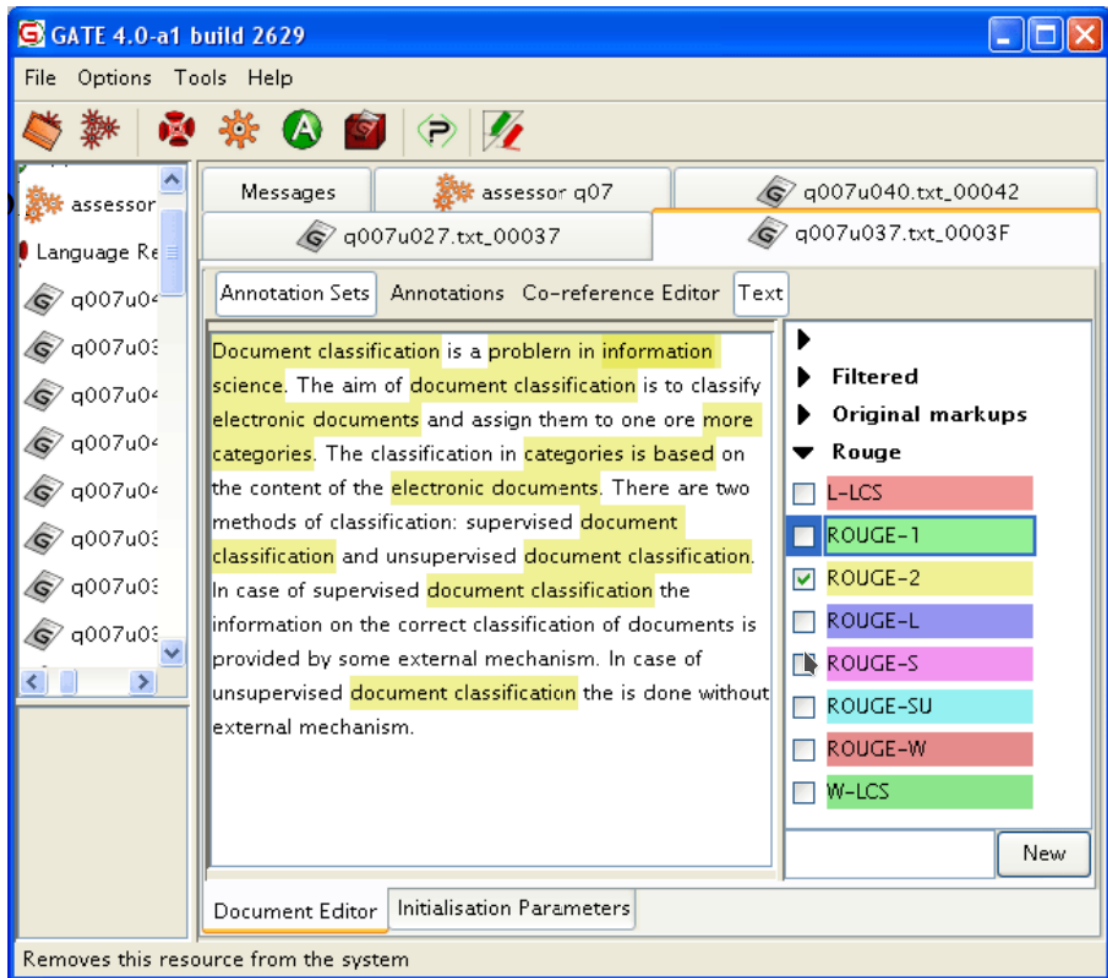 GATE 4.0-a1 build 2629
File Options Tools Help
assessor
Language Re
q007u04
q007u03
q007u04
q007u04
q007u04
q007u03
q007u03
q007u03
Messages assessor q07 q007u040.txt_00042
q007u027.txt_00037 q007u037.txt_0003F
Annotation Sets Annotations Co-reference Editor Text
Document classification is a problem in information
science. The aim of document classification is to classify
electronic documents and assign them to one ore more
categories. The classification in categories is based on
the content of the electronic documents. There are two
methods of classification: supervised document
classification and unsupervised document classification.
In case of supervised document classification the
information on the correct classification of documents is
provided by some external mechanism. In case of
unsupervised document classification the is done without
external mechanism.
Filtered
Original markups
Rouge
L-LCS
ROUGE-1
ROUGE-2
ROUGE-L
ROUGE-S
ROUGE-SU
ROUGE-W
W-LCS
New
Document Editor Initialisation Parameters
Removes this resource from the system